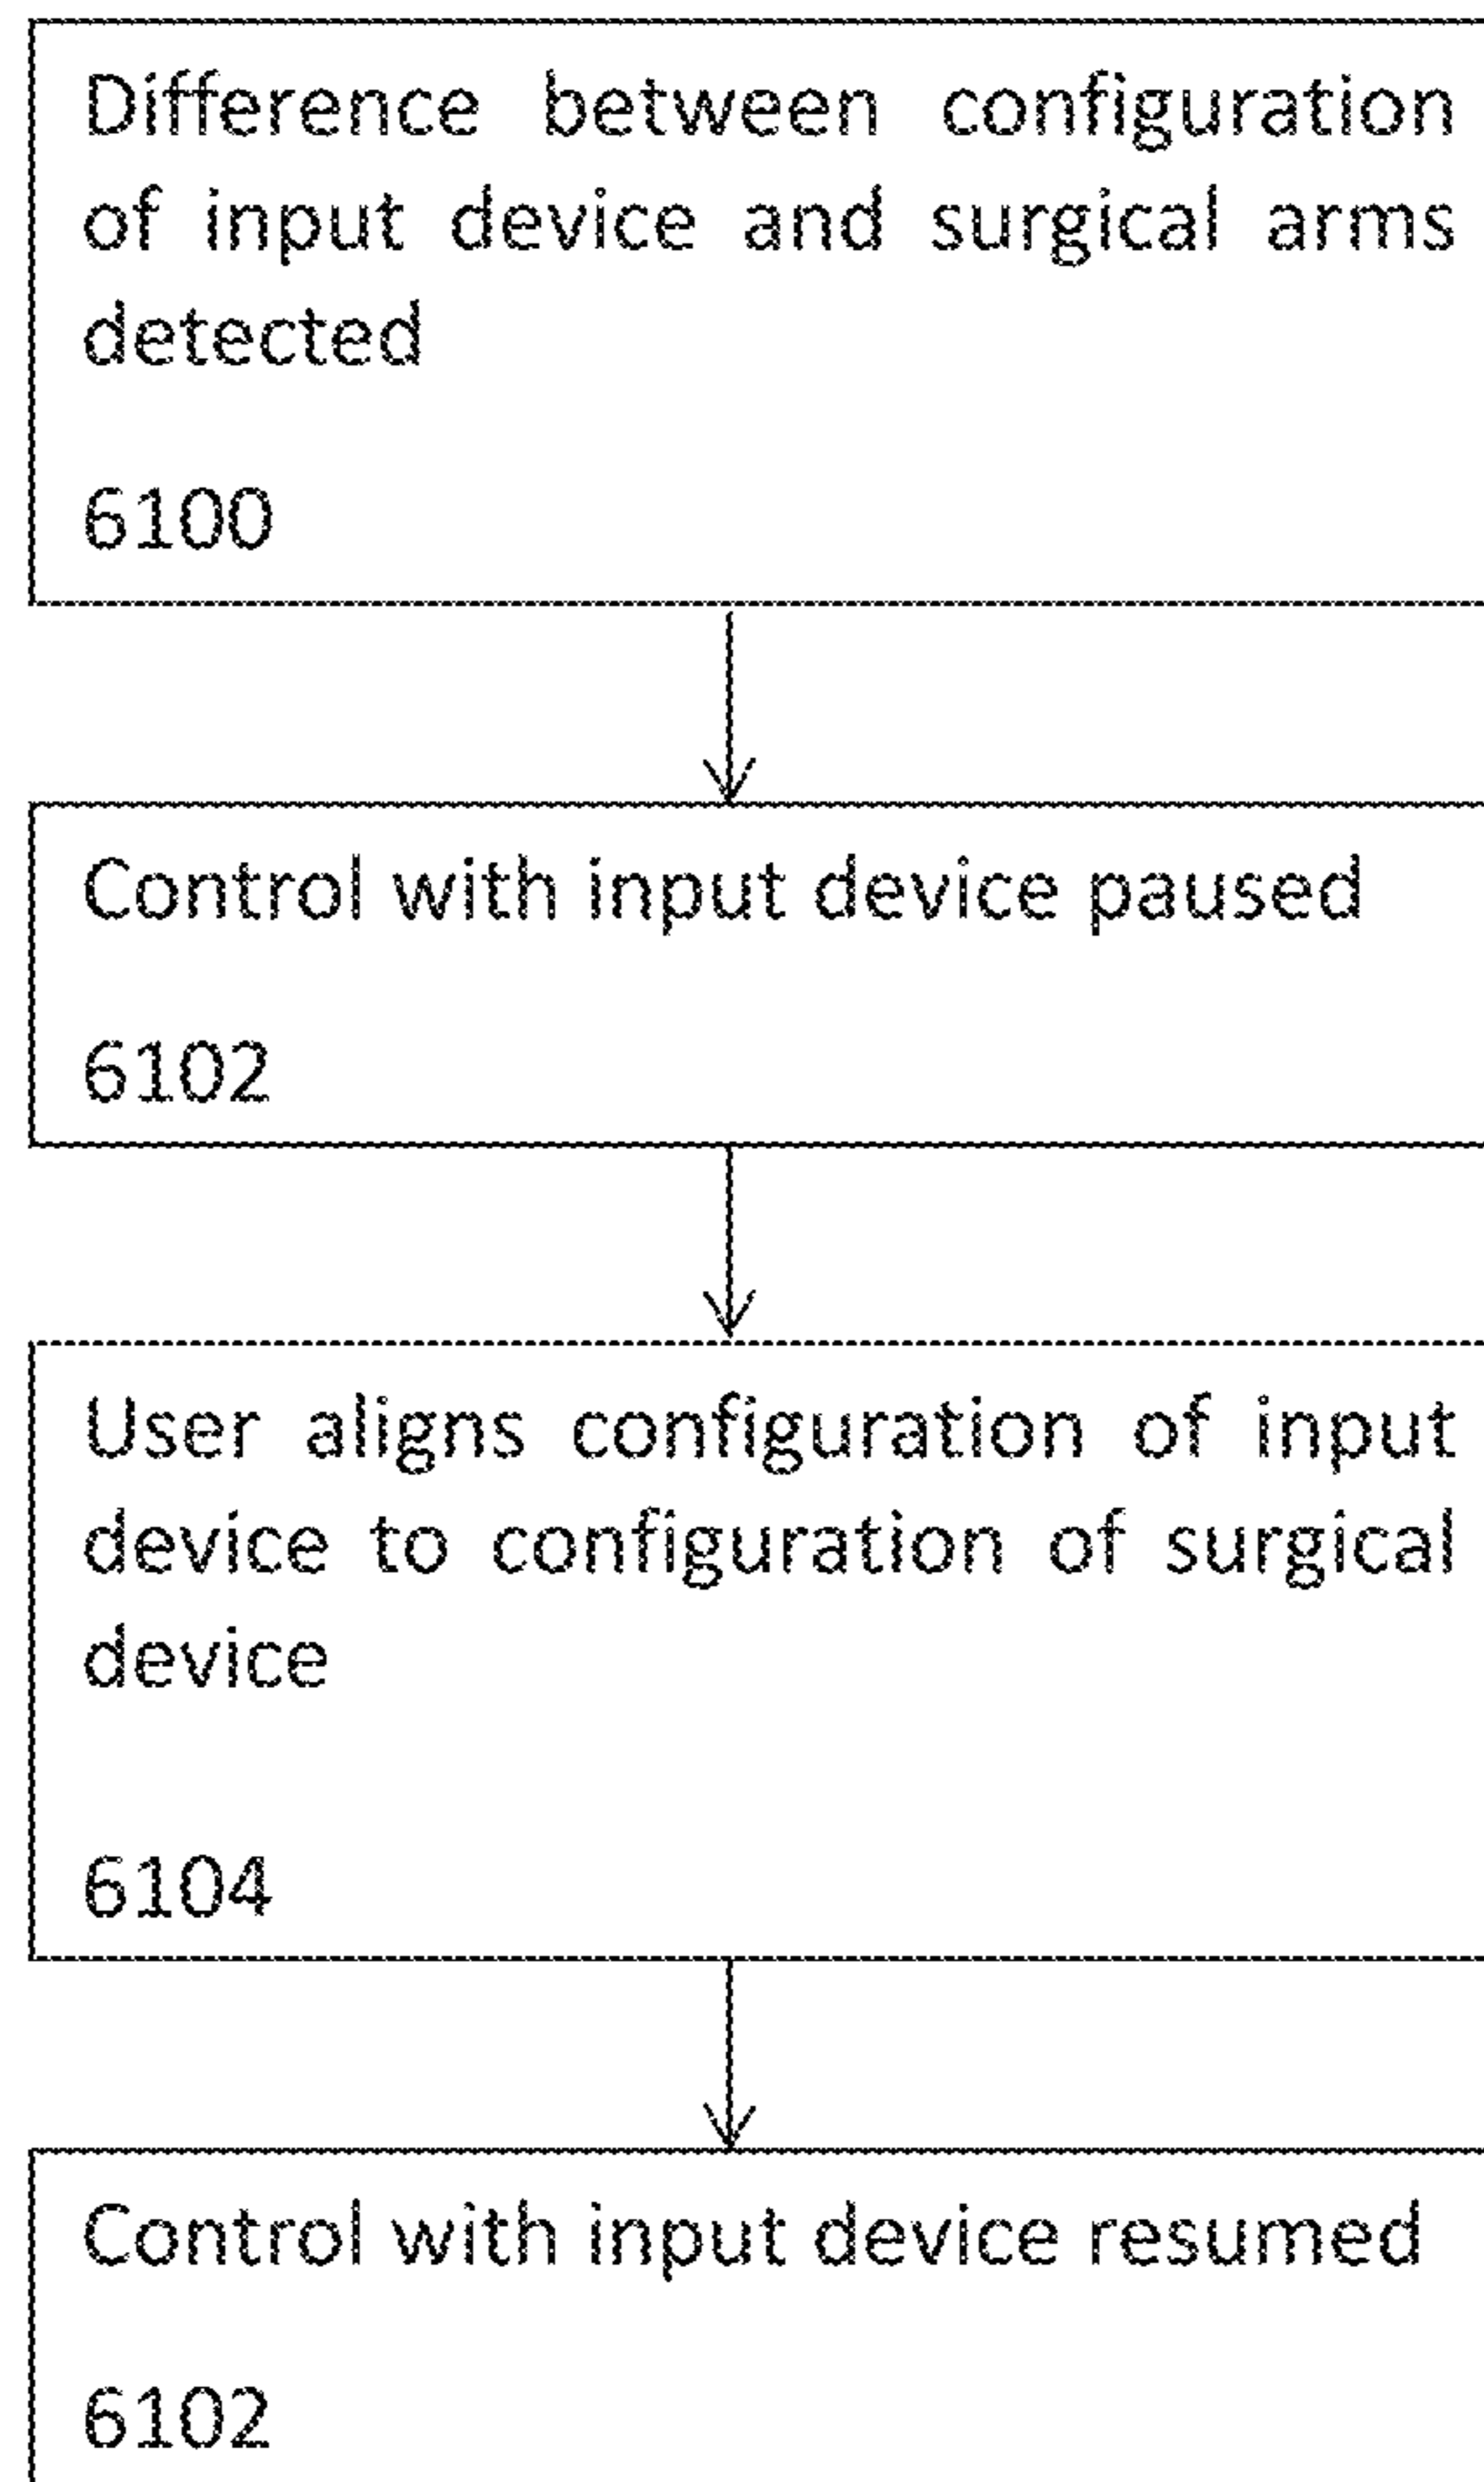 Difference between configuration
of input device and surgical arms
detected
6100
Control with input device paused
6102
User aligns configuration of input
device to configuration of surgical
device
6104
Control with input device resumed
6102